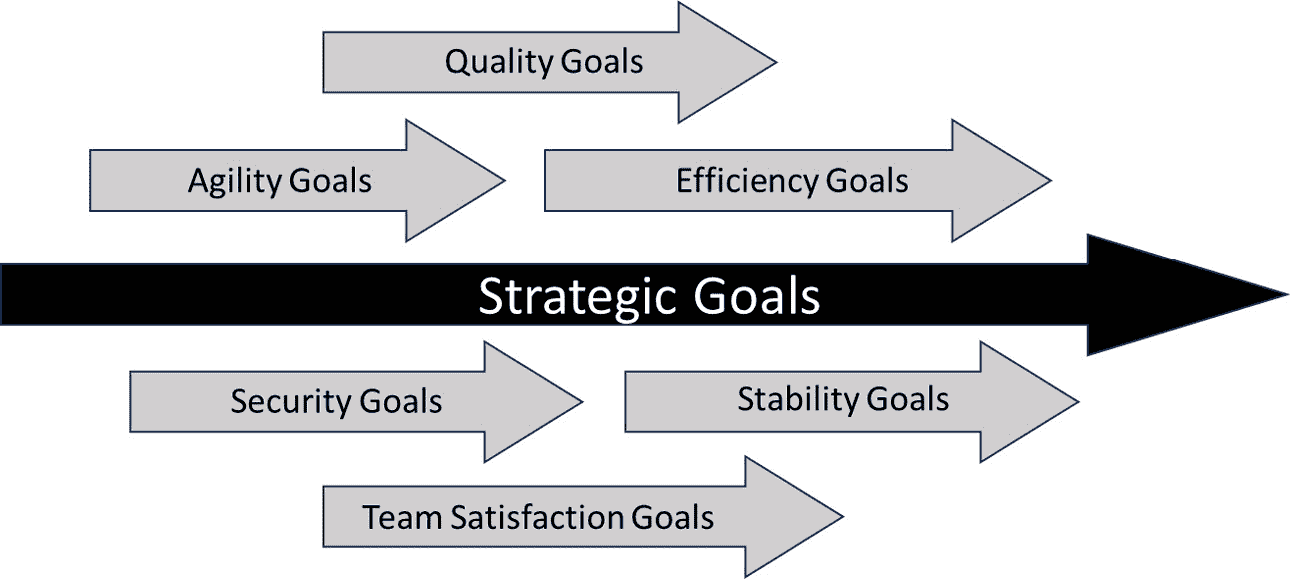 Quality Goals
Agility Goals
Efficiency Goals
Strategic Goals
Security Goals
Stability Goals
Team Satisfaction Goals